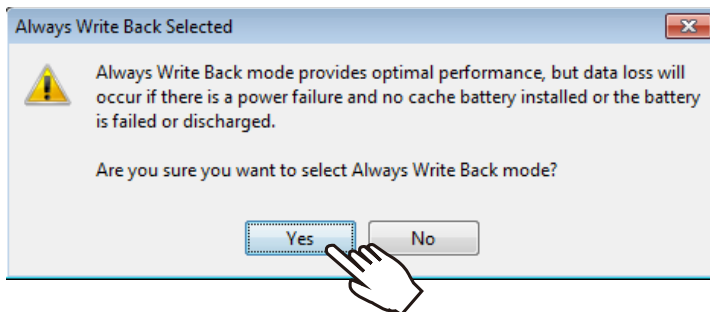 Always Write Back Selected
Always Write Back mode provides optimal performance, but data loss will
occur if there is a power failure and no cache battery installed or the battery
is failed or discharged.
Are you sure you want to select Always Write Back mode?
Yes No